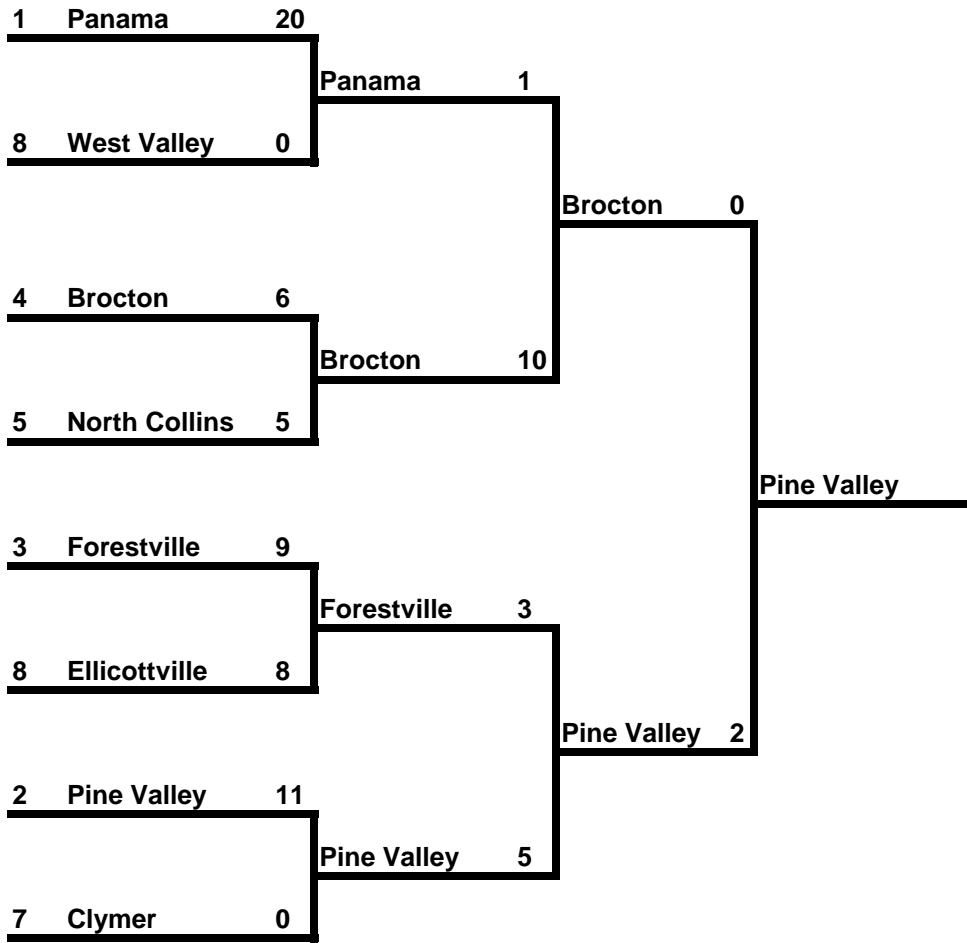 1 Panama 20
Panama 1
8 West Valley 0
Brocton 0
4 Brocton 6
Brocton 10
5 North Collins 5
Pine Valley
3 Forestville 9
Forestville 3
8 Ellicottville 8
Pine Valley 2
2 Pine Valley 11
Pine Valley 5
7 Clymer 0